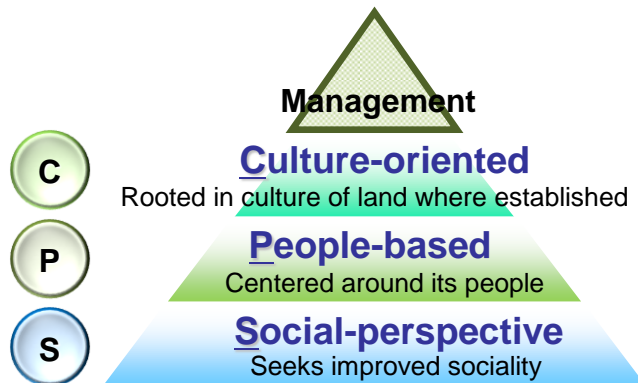 Management
C
Culture-oriented
Rooted in culture of land where established
P
People-based
Centered around its people
S
Social-perspective
Seeks improved sociality